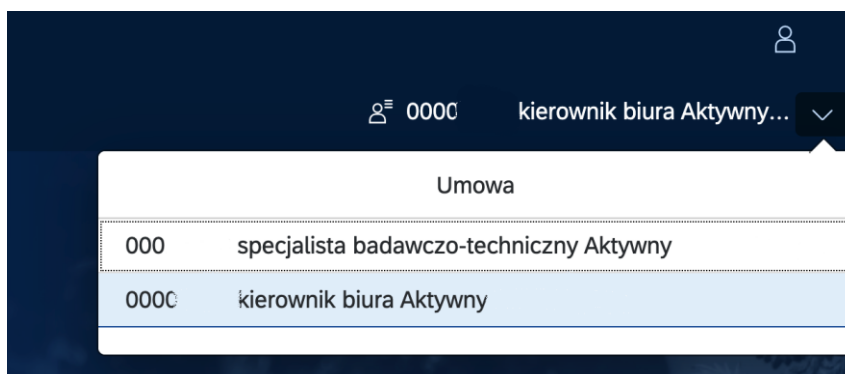 0000 kierownik biura Aktywny...
Umowa
000 specjalista badawczo-techniczny Aktywny
0000 kierownik biura Aktywny